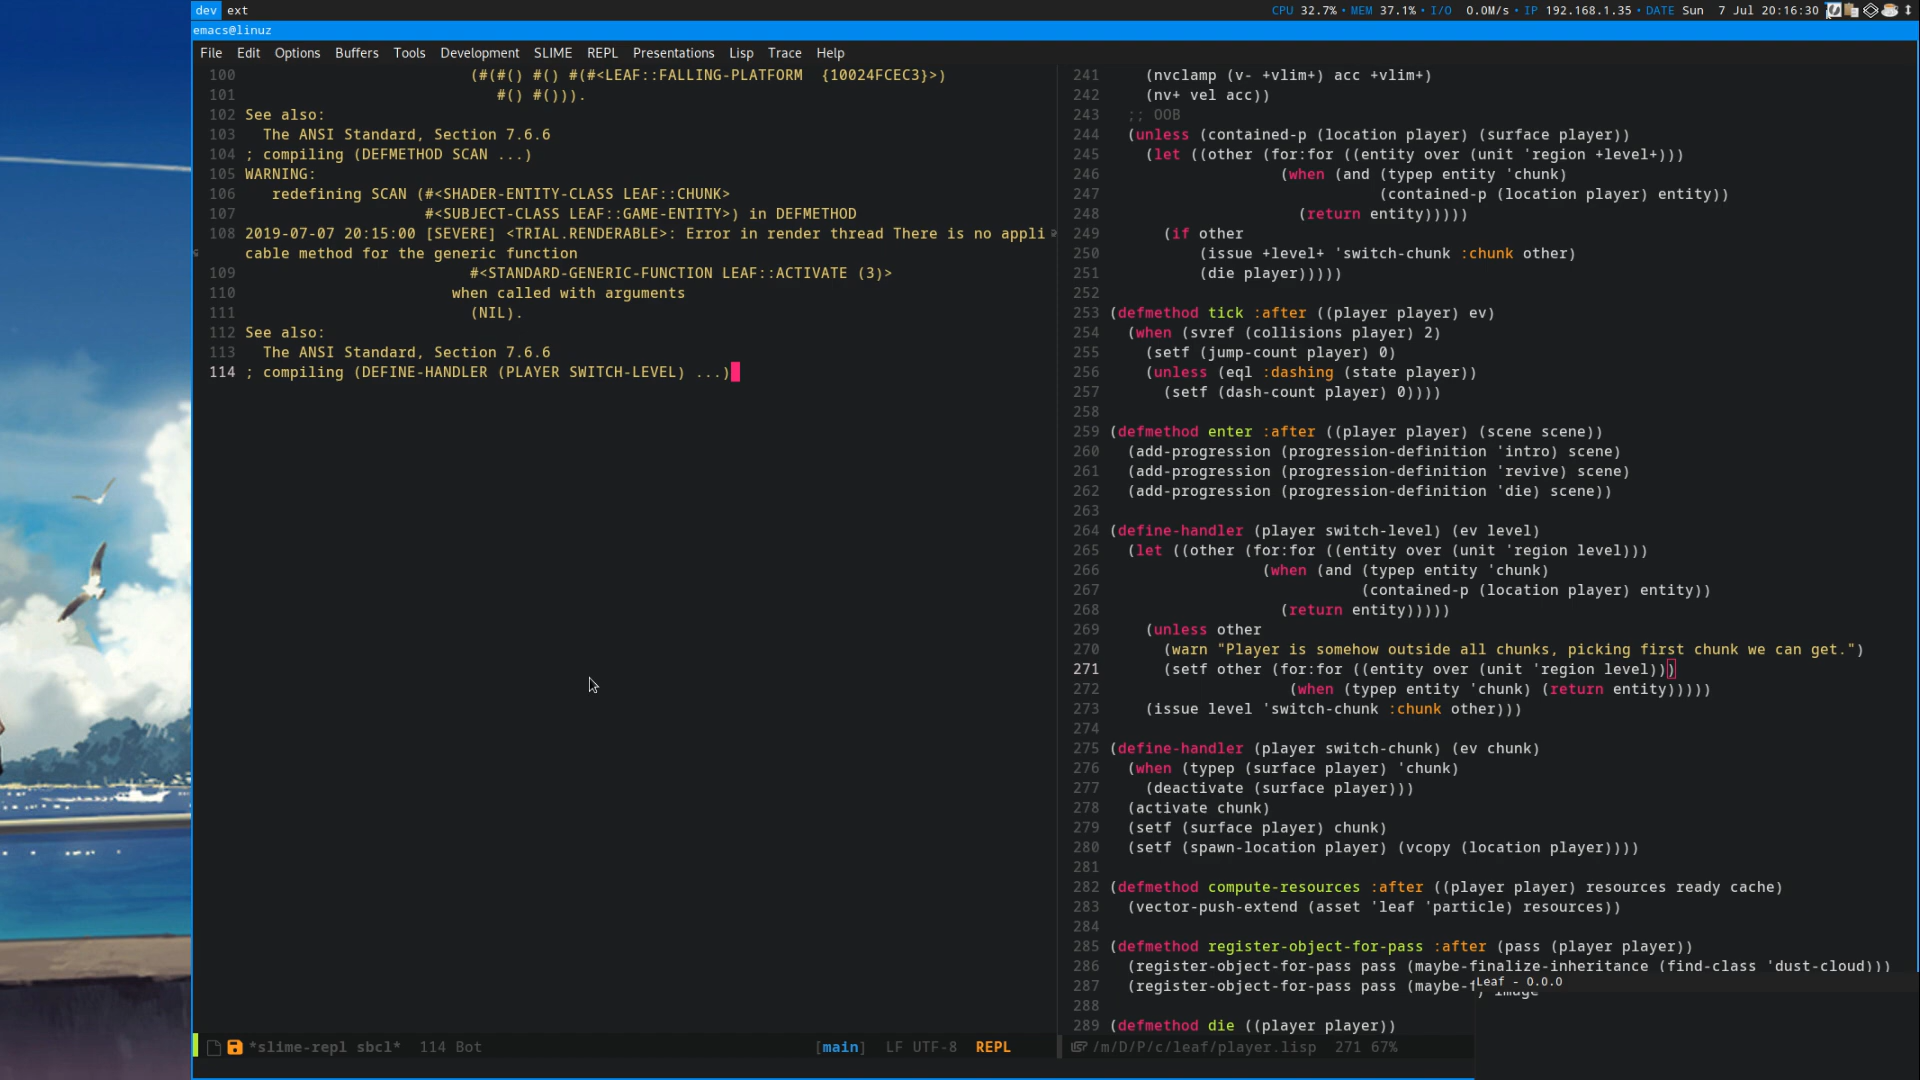 dev ext
CPU 32.7% • MEM 37.1% • I/O 0.0M/s • IP 192.168.1.35 • DATE Sun 7 Jul 20:16:30
emacs@linuz
File Edit Options Buffers Tools Development SLIME REPL Presentations Lisp Trace Help
100 (#(#() #() #(#<LEAF::FALLING-PLATFORM {10024FCEC3}>)
101 #() #())).
102 See also:
103 The ANSI Standard, Section 7.6.6
104 ; compiling (DEFMETHOD SCAN ...)
105 WARNING:
106 redefining SCAN (#<SHADER-ENTITY-CLASS LEAF::CHUNK>
107 #<SUBJECT-CLASS LEAF::GAME-ENTITY>) in DEFMETHOD
108 2019-07-07 20:15:00 [SEVERE] <TRIAL.RENDERABLE>: Error in render thread There is no appli
cable method for the generic function
109 #<STANDARD-GENERIC-FUNCTION LEAF::ACTIVATE (3)>
110 when called with arguments
111 (NIL).
112 See also:
113 The ANSI Standard, Section 7.6.6
114 ; compiling (DEFINE-HANDLER (PLAYER SWITCH-LEVEL) ...)
*slime-repl sbcl* 114 Bot [main] LF UTF-8 REPL
241 (nvclamp (v- +vlim+) acc +vlim+)
242 (nv+ vel acc))
243 ;; OOB
244 (unless (contained-p (location player) (surface player))
245 (let ((other (for:for ((entity over (unit 'region +level+)))
246 (when (and (typep entity 'chunk)
247 (contained-p (location player) entity))
248 (return entity)))))
249 (if other
250 (issue +level+ 'switch-chunk :chunk other)
251 (die player)))))
252
253 (defmethod tick :after ((player player) ev)
254 (when (svref (collisions player) 2)
255 (setf (jump-count player) 0)
256 (unless (eql :dashing (state player))
257 (setf (dash-count player) 0))))
258
259 (defmethod enter :after ((player player) (scene scene))
260 (add-progression (progression-definition 'intro) scene)
261 (add-progression (progression-definition 'revive) scene)
262 (add-progression (progression-definition 'die) scene))
263
264 (define-handler (player switch-level) (ev level)
265 (let ((other (for:for ((entity over (unit 'region level)))
266 (when (and (typep entity 'chunk)
267 (contained-p (location player) entity))
268 (return entity)))))
269 (unless other
270 (warn "Player is somehow outside all chunks, picking first chunk we can get.")
271 (setf other (for:for ((entity over (unit 'region level)))
272 (when (typep entity 'chunk) (return entity)))))
273 (issue level 'switch-chunk :chunk other)))
274
275 (define-handler (player switch-chunk) (ev chunk)
276 (when (typep (surface player) 'chunk)
277 (deactivate (surface player)))
278 (activate chunk)
279 (setf (surface player) chunk)
280 (setf (spawn-location player) (vcopy (location player))))
281
282 (defmethod compute-resources :after ((player player) resources ready cache)
283 (vector-push-extend (asset 'leaf 'particle) resources))
284
285 (defmethod register-object-for-pass :after (pass (player player))
286 (register-object-for-pass pass (maybe-finalize-inheritance (find-class 'dust-cloud)))
287 (register-object-for-pass pass (maybe-
288
289 (defmethod die ((player player))
/m/D/P/c/leaf/player.lisp 271 67%
Leaf - 0.0.0